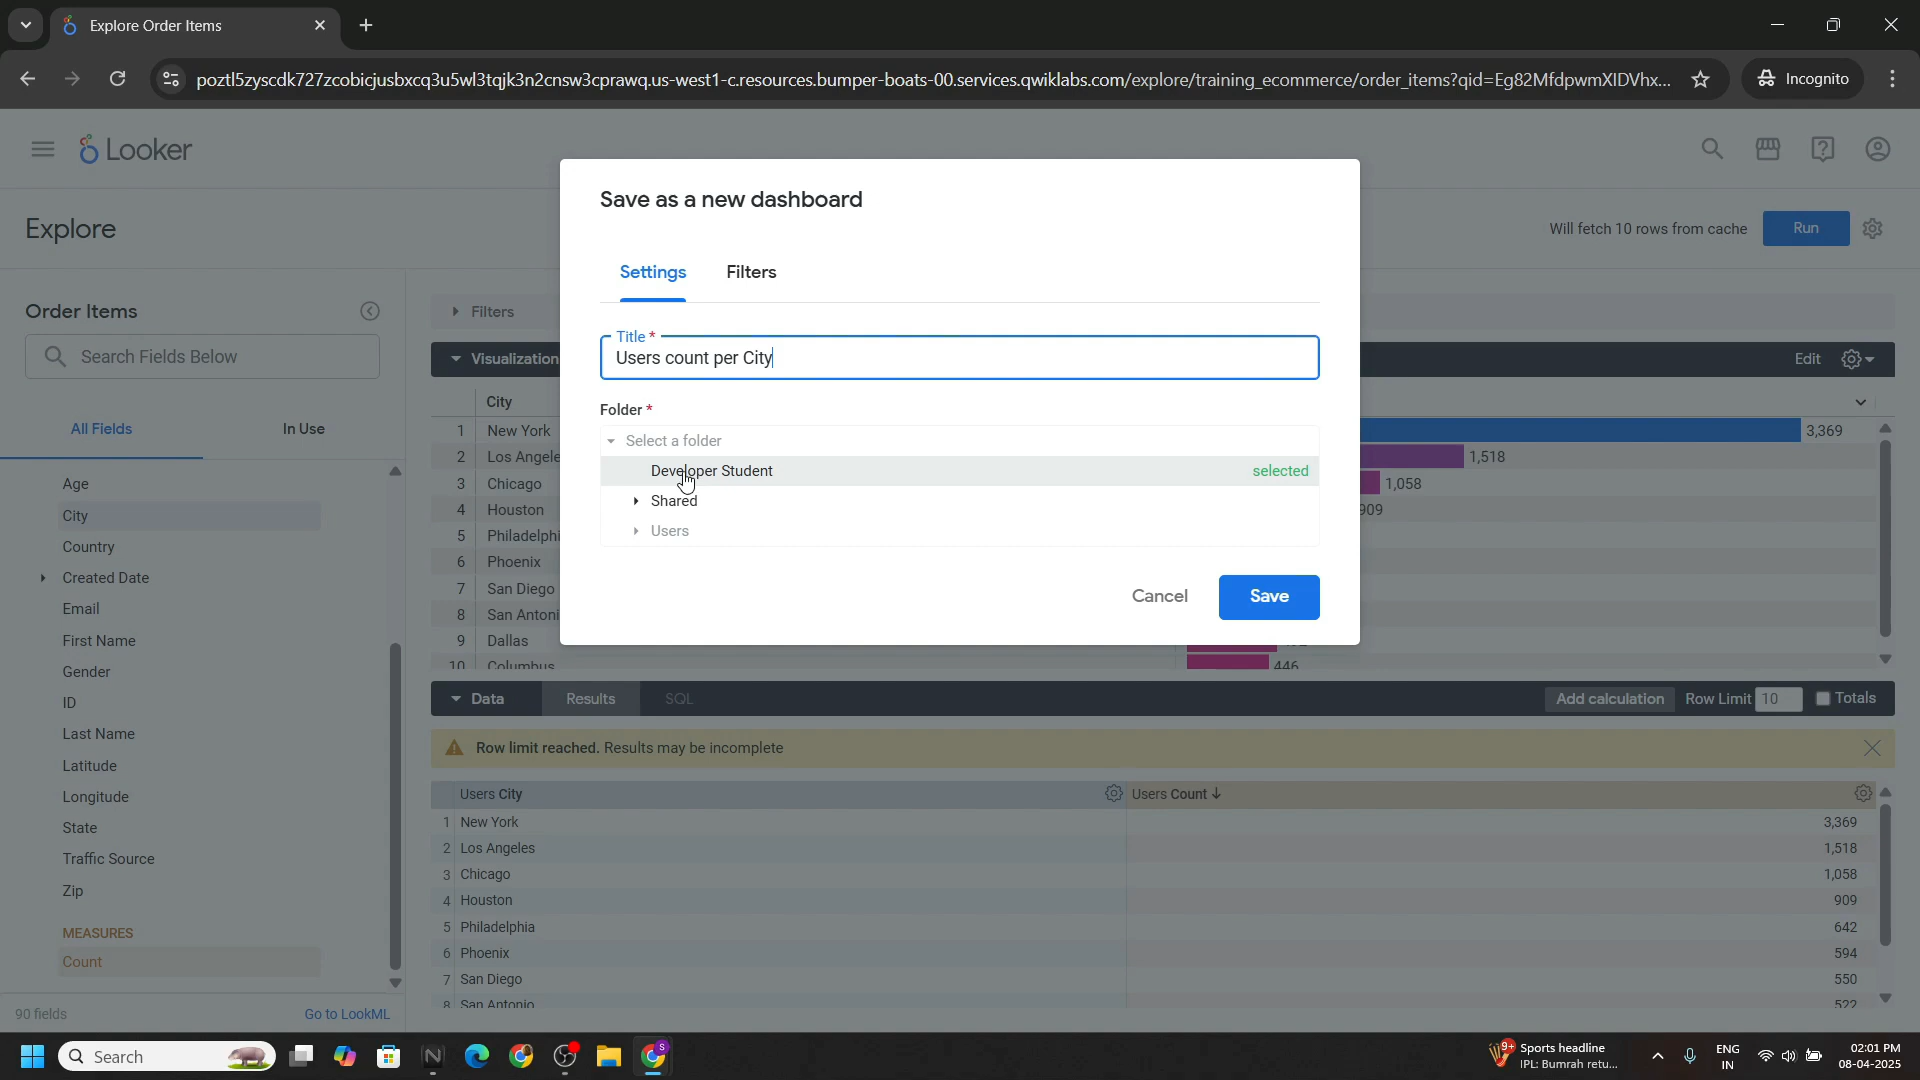 Explore Order Items
poztl5zyscdk727zcobicjusbxcq3u5wl3tqjk3n2cnsw3cprawq.us-west1-c.resources.bumper-boats-00.services.qwiklabs.com/explore/training_ecommerce/order_items?qid=Eg82MfdpwmXIDVhx...
Incognito
Looker
Explore
Will fetch 10 rows from cache
Run
Order Items
Search Fields Below
All Fields
In Use
Age
City
Country
Created Date
Email
First Name
Gender
ID
Last Name
Latitude
Longitude
State
Traffic Source
Zip
MEASURES
Count
90 fields
Go to LookML
Filters
Visualization
Edit
City
1 New York 3,369
2 Los Angele 1,518
3 Chicago 1,058
4 Houston 909
5 Philadelphi
6 Phoenix
7 San Diego
8 San Antoni
9 Dallas
10 Columbus 446
Save as a new dashboard
Settings
Filters
Title *
Users count per City
Folder *
Select a folder
Developer Student selected
Shared
Users
Cancel
Save
Data
Results
SQL
Add calculation
Row Limit 10
Totals
Row limit reached. Results may be incomplete
Users City Users Count
1 New York 3,369
2 Los Angeles 1,518
3 Chicago 1,058
4 Houston 909
5 Philadelphia 642
6 Phoenix 594
7 San Diego 550
8 San Antonio 522
Search
9+
Sports headline
IPL: Bumrah retu...
ENG
IN
02:01 PM
08-04-2025